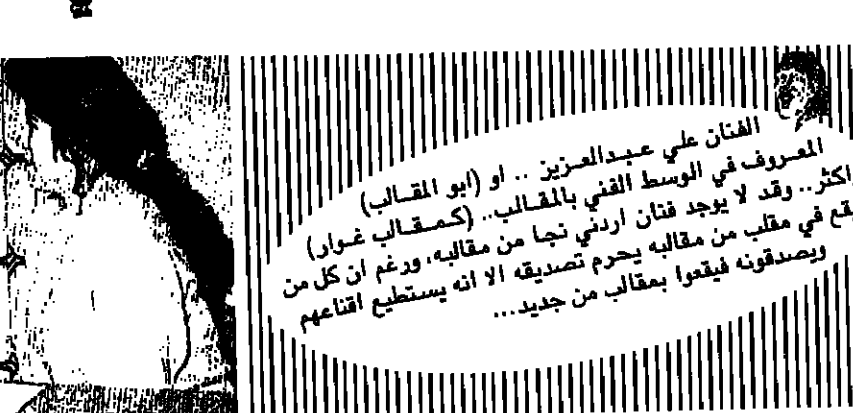 الفنان علي عبدالعزيز .. او (ابو المقالب)
المعروف في الوسط الفني بالمقالب.. (كمقالب غوار)
واكثر.. وقد لا يوجد فنان اردني نجا من مقالبه، ورغم ان كل من
يقع في مقلب من مقالبه يحرم تصديقه الا انه يستطيع اقناعهم
ويصدقونه فيقعوا بمقالب من جديد...